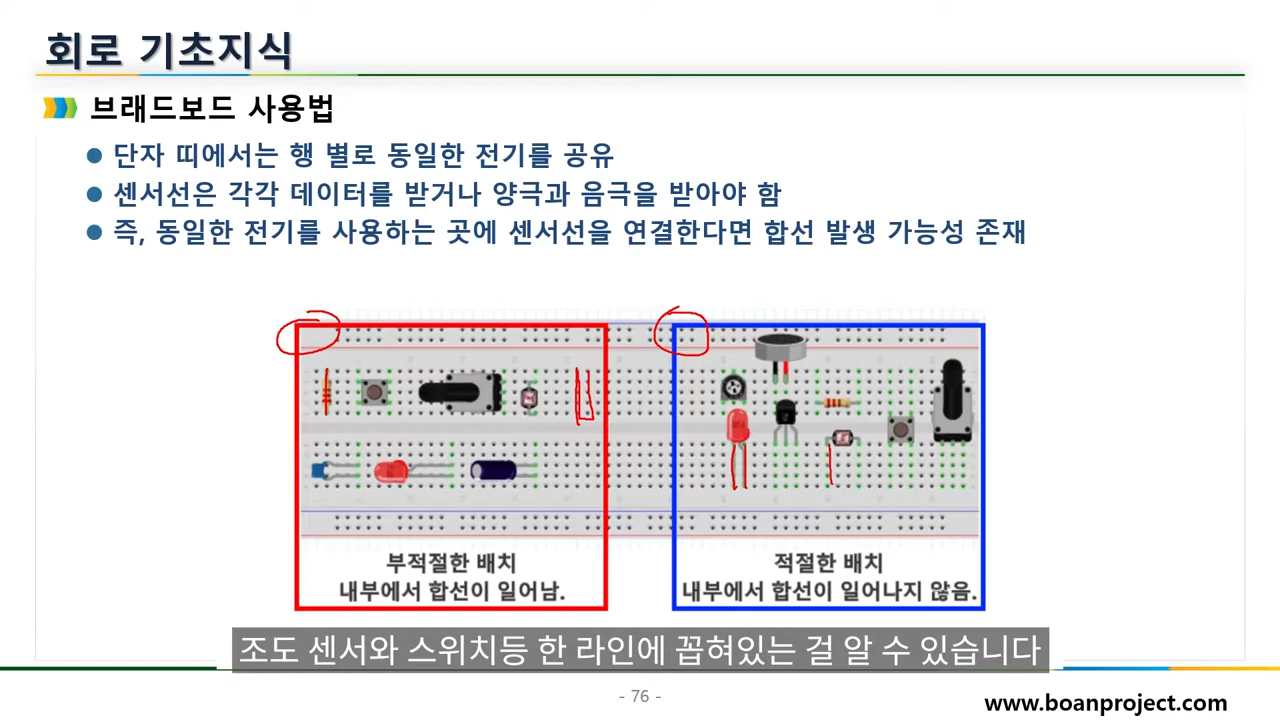 회로 기초지식
브래드보드 사용법
단자 띠에서는 행 별로 동일한 전기를 공유
센서선은 각각 데이터를 받거나 양극과 음극을 받아야 함
즉, 동일한 전기를 사용하는 곳에 센서선을 연결한다면 합선 발생 가능성 존재
부적절한 배치
내부에서 합선이 일어남.
적절한 배치
내부에서 합선이 일어나지 않음.
조도 센서와 스위치등 한 라인에 꼽혀있는 걸 알 수 있습니다
- 76 -
www.boanproject.com